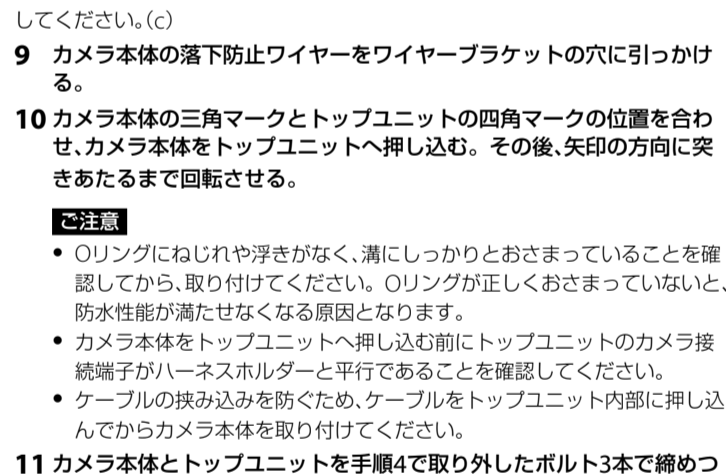 してください。（c）
9 カメラ本体の落下防止ワイヤーをワイヤーブラケットの穴に引っかけ
る。
10 カメラ本体の三角マークとトップユニットの四角マークの位置を合わ
せ、カメラ本体をトップユニットへ押し込む。その後、矢印の方向に突
きあたるまで回転させる。
ご注意
• Oリングにねじれや浮きがなく、溝にしっかりとおさまっていることを確
認してから、取り付けてください。Oリングが正しくおさまっていないと、
防水性能が満たせなくなる原因となります。
• カメラ本体をトップユニットへ押し込む前にトップユニットのカメラ接
続端子がハーネスホルダーと平行であることを確認してください。
• ケーブルの挟み込みを防ぐため、ケーブルをトップユニット内部に押し込
んでからカメラ本体を取り付けてください。
11 カメラ本体とトップユニットを手順4で取り外したボルト3本で締めつ